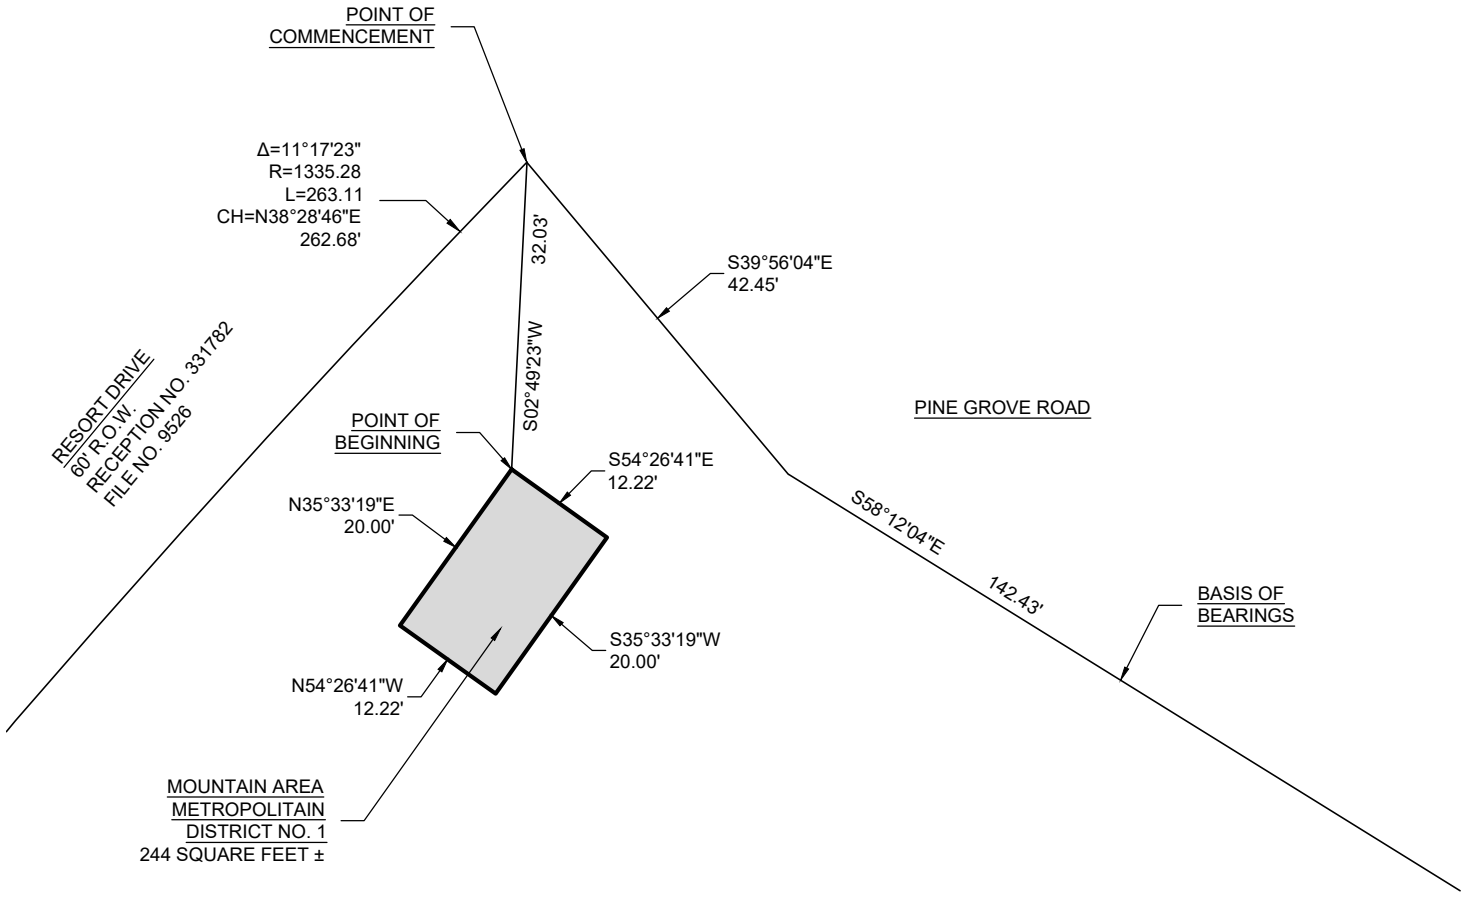 POINT OF
COMMENCEMENT
Δ=11°17'23"
R=1335.28
L=263.11
CH=N38°28'46"E
262.68'
32.03'
S02°49'23"W
S39°56'04"E
42.45'
RESORT DRIVE
60' R.O.W.
RECEPTION NO. 331782
FILE NO. 9526
POINT OF
BEGINNING
PINE GROVE ROAD
S54°26'41"E
12.22'
N35°33'19"E
20.00'
S58°12'04"E
142.43'
BASIS OF
BEARINGS
S35°33'19"W
20.00'
N54°26'41"W
12.22'
MOUNTAIN AREA
METROPOLITAIN
DISTRICT NO. 1
244 SQUARE FEET ±